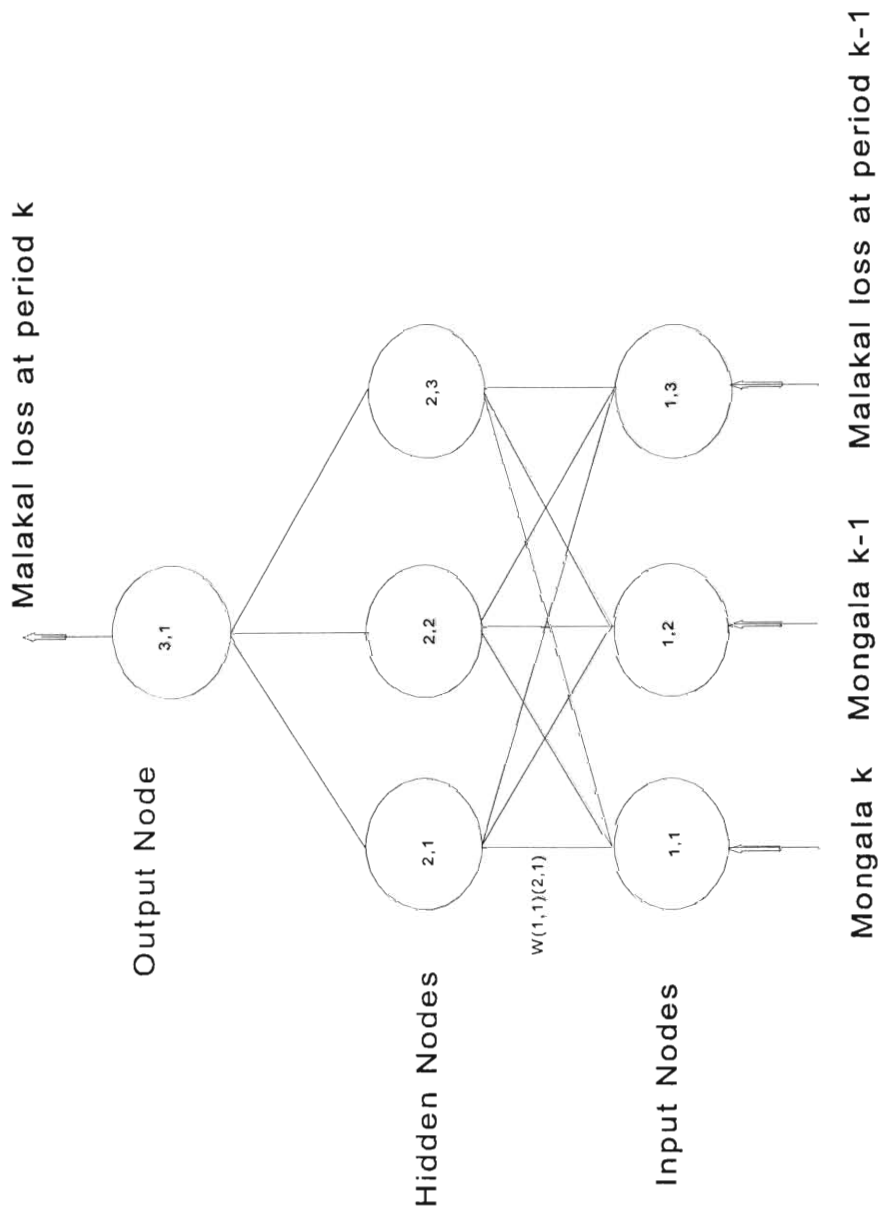 Malakal loss at period k
Output Node
3,1
Hidden Nodes
2,1
2,2
2,3
W(1,1)(2,1)
Input Nodes
1,1
1,2
1,3
Mongala k
Mongala k-1
Malakal loss at period k-1